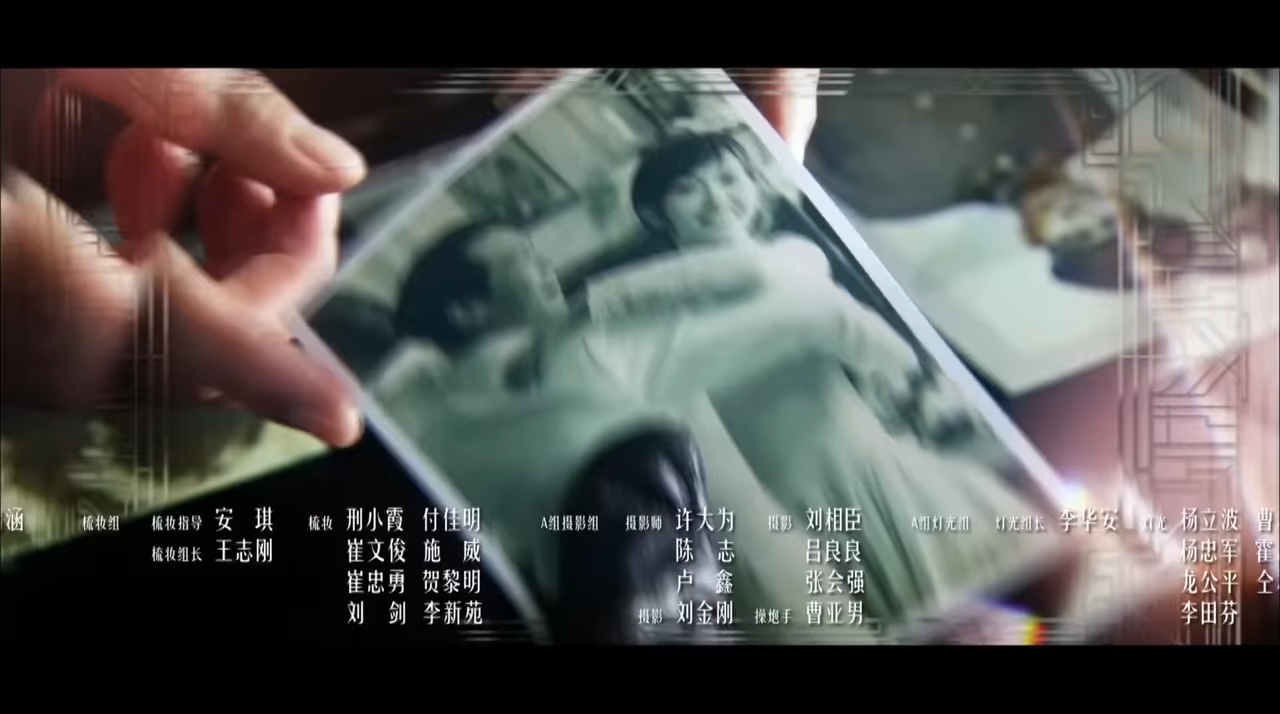 涵 梳妆组 梳妆指导 安 琪 梳妆 刑小霞 付佳明 A组摄影组 摄影师 许大为 摄影 刘相臣 A组灯光组 灯光组长 李华安 灯光 杨立波 曹
梳妆组长 王志刚 崔文俊 施 威 陈 志 吕良良 杨忠军 霍
崔忠勇 贺黎明 卢 鑫 张会强 龙公平 仝
刘 剑 李新苑 摄影 刘金刚 操炮手 曹亚男 李田芬